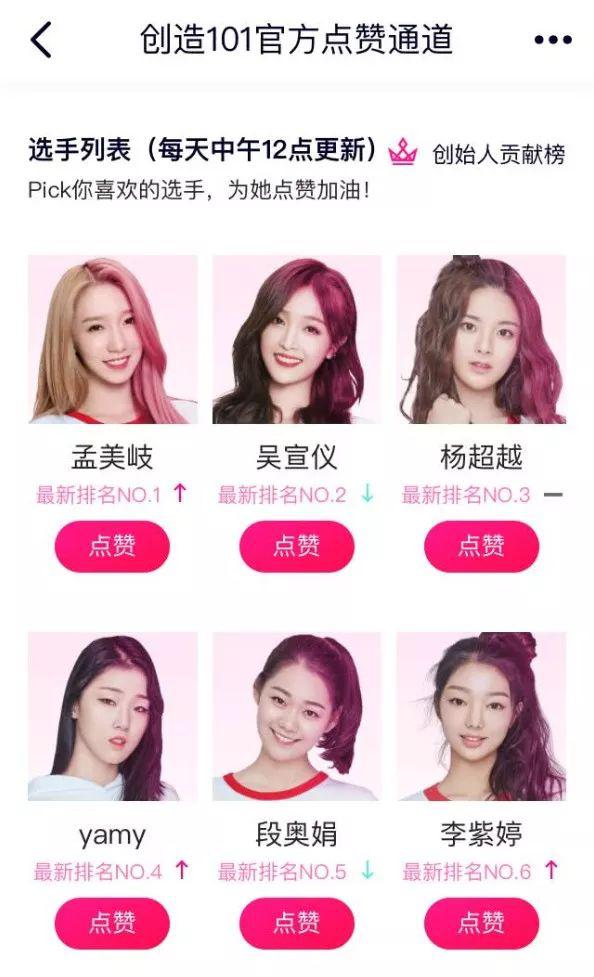 创造101官方点赞通道
选手列表（每天中午12点更新）
创始人贡献榜
Pick你喜欢的选手，为她点赞加油！
孟美岐
吴宣仪
杨超越
最新排名NO.1
最新排名NO.2
最新排名NO.3
点赞
点赞
点赞
yamy
段奥娟
李紫婷
最新排名NO.4
最新排名NO.5
最新排名NO.6
点赞
点赞
点赞